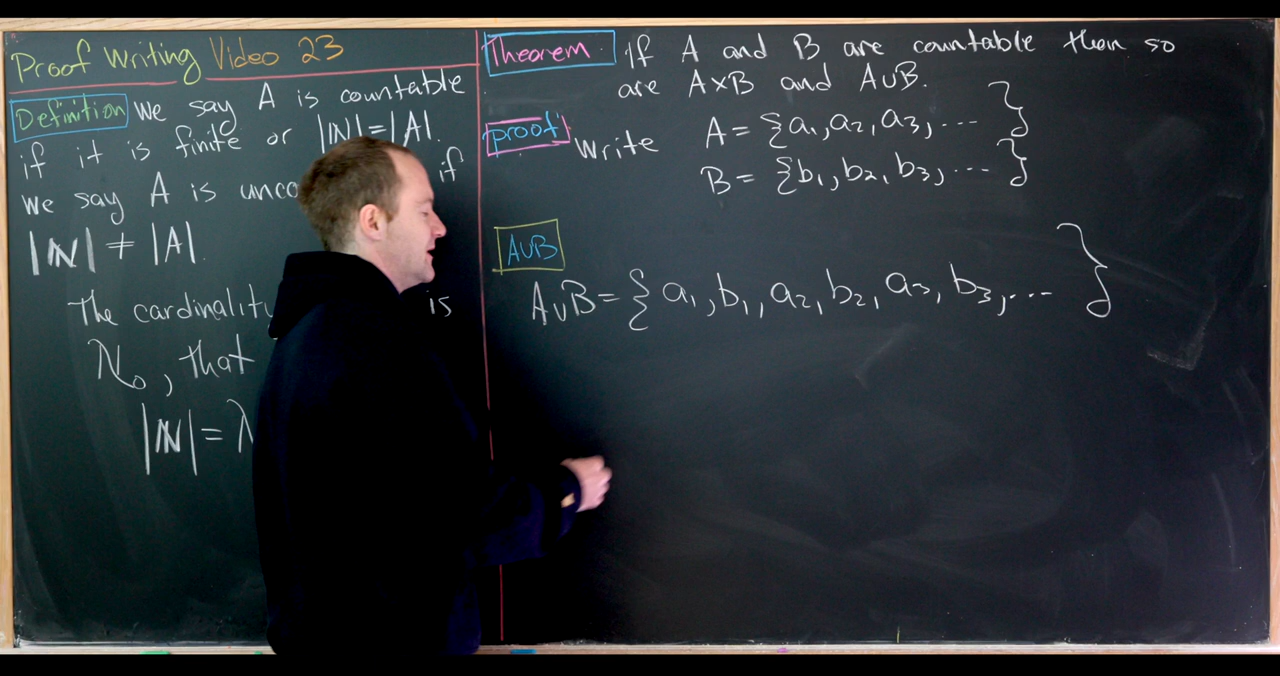 Proof Writing Video 23
Definition We say A is countable
if it is finite or |ℕ|=|A|.
We say A is if
|ℕ| ≠ |A|.
The cardinality is
ℵ₀, that
|ℕ| =
Theorem. If A and B are countable then so
are A×B and A∪B.
proof Write A = {a₁, a₂, a₃, ... }
B = {b₁, b₂, b₃, ... }
A∪B
A∪B = { a₁, b₁, a₂, b₂, a₃, b₃, ... }